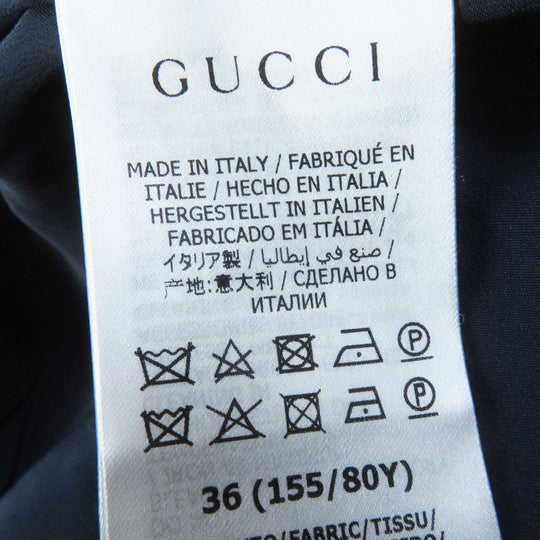 GUCCI
MADE IN ITALY / FABRIQUÉ EN
ITALIE / HECHO EN ITALIA /
HERGESTELLT IN ITALIEN /
FABRICADO EM ITÁLIA /
イタリア製 / صنع في إيطاليا /
产地:意大利 / СДЕЛАНО В
ИТАЛИИ
P
P
36 (155/80Y)
/FABRIC/TISSU/